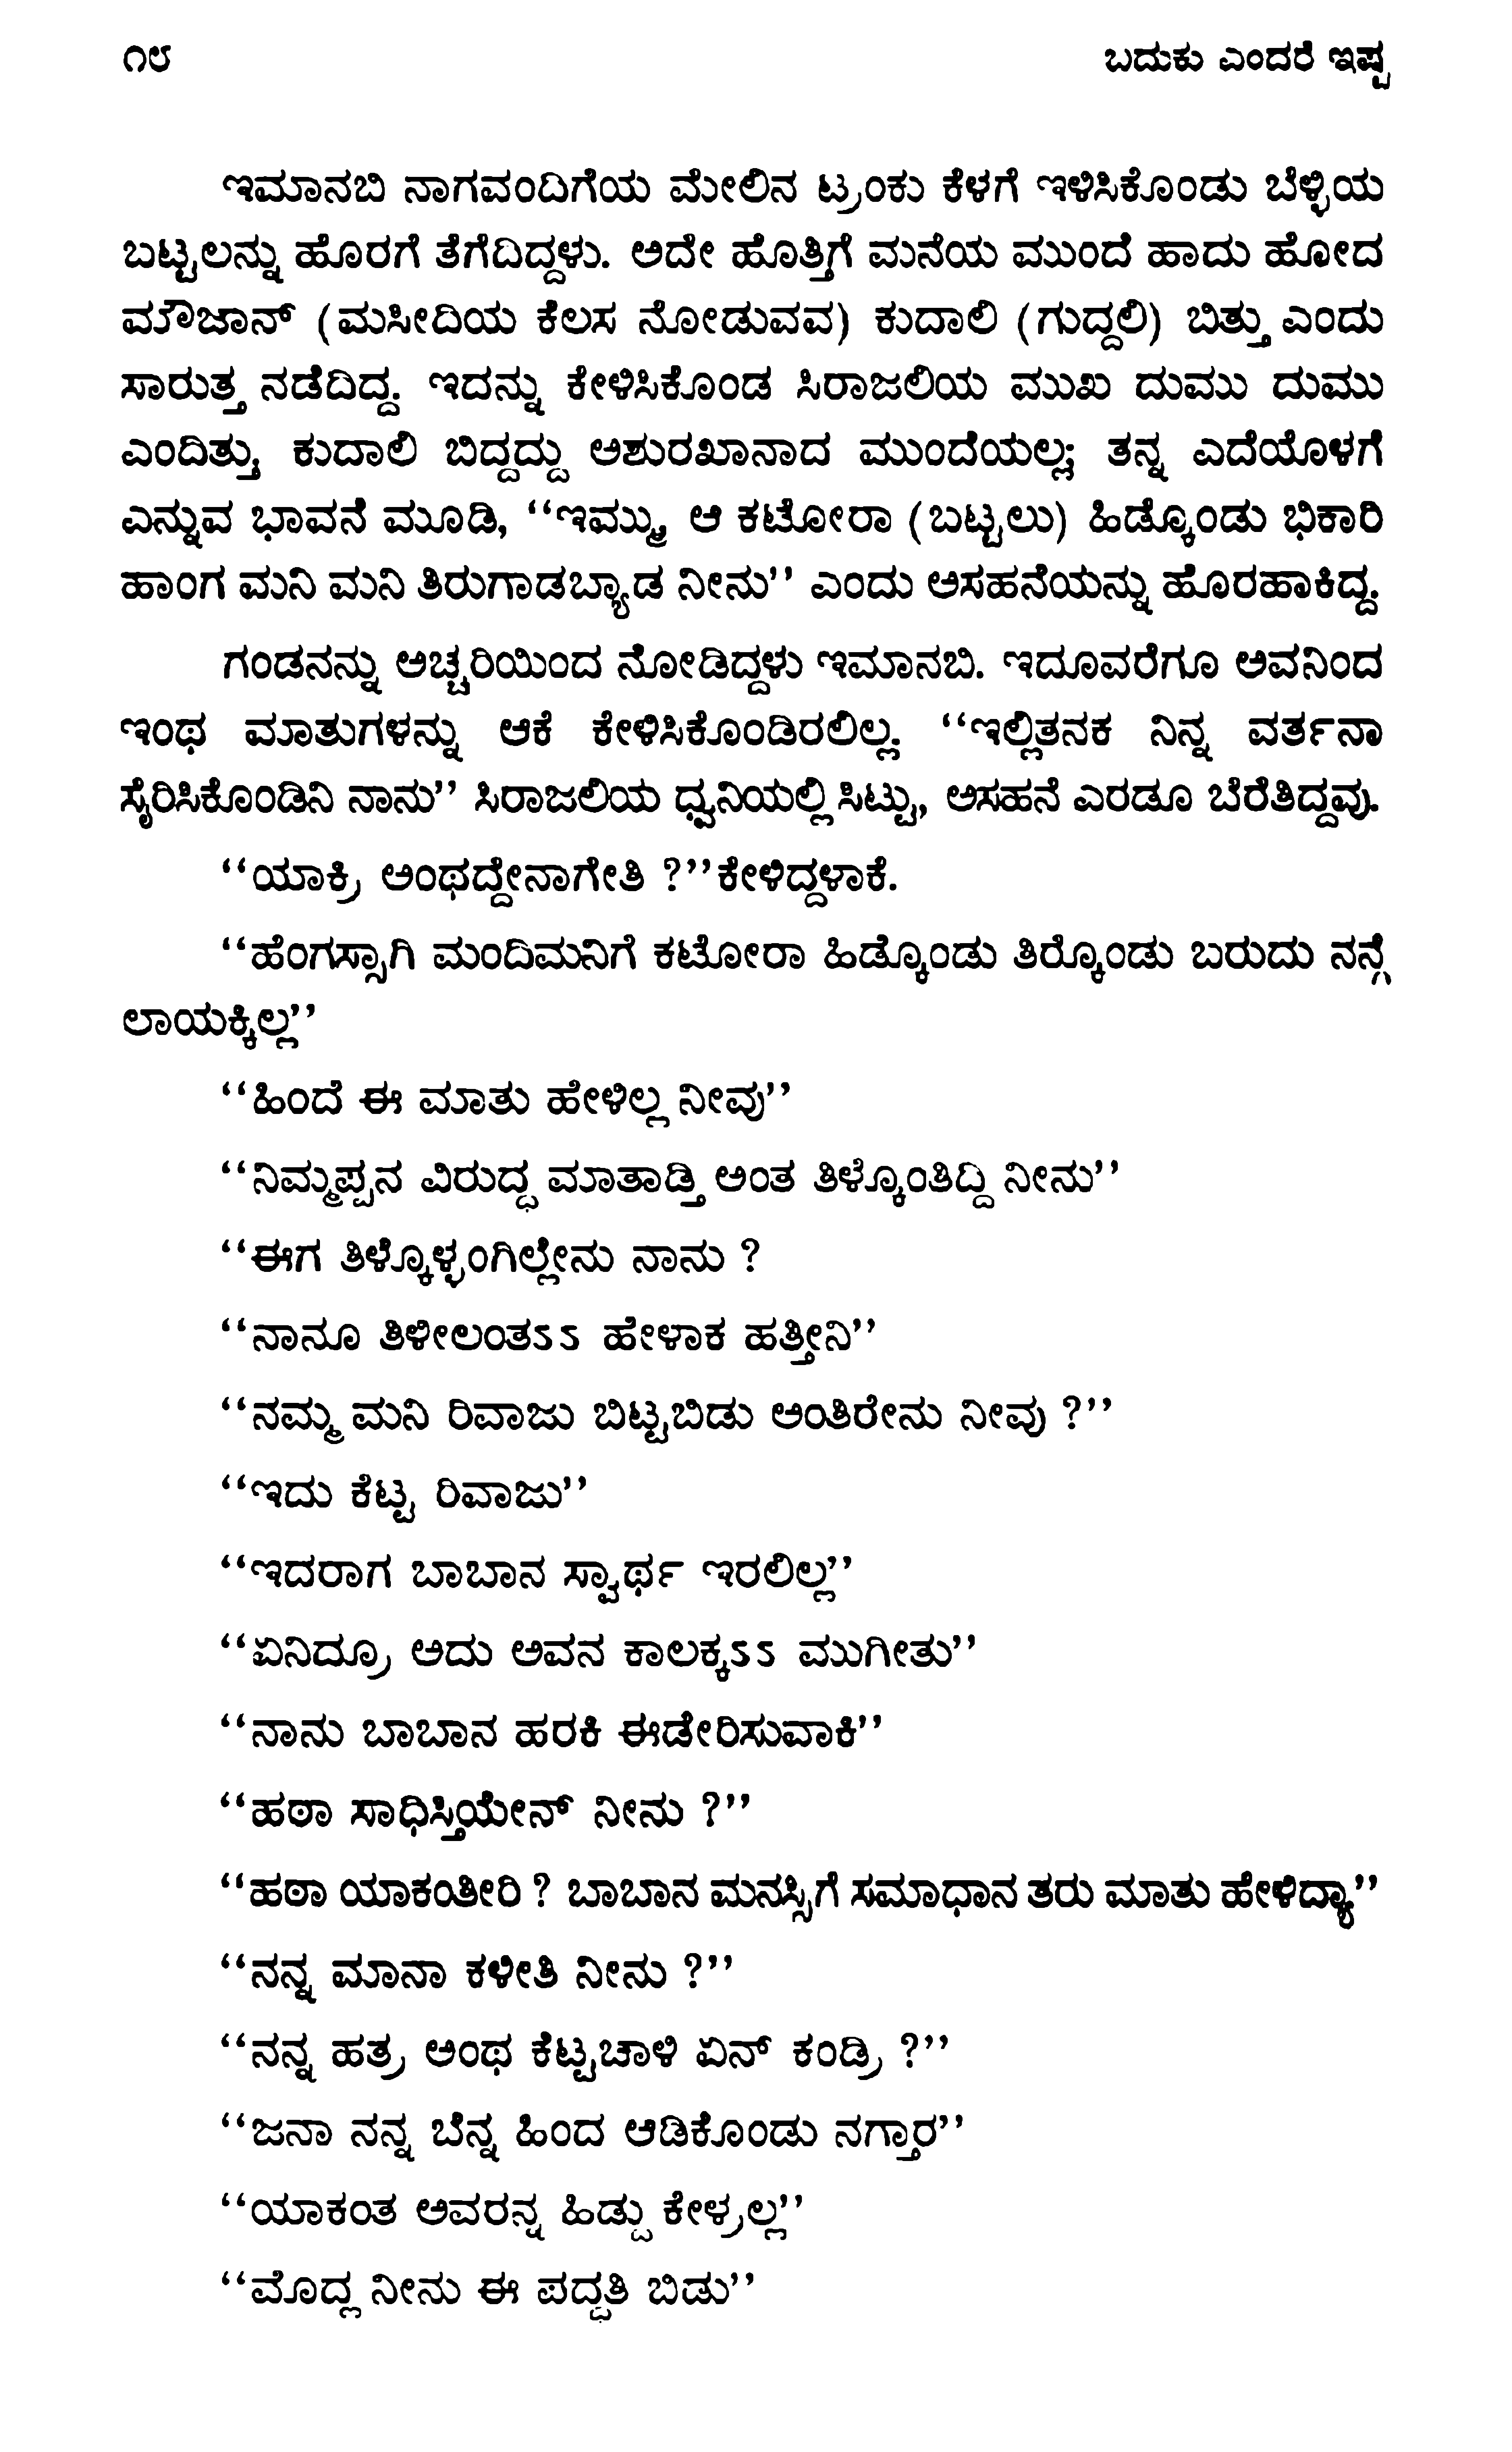 ೧೮ ಬದುಕು ಎಂದರೆ ಇಷ್ಟ
ಇಮಾನಬಿ ನಾಗವಂದಿಗೆಯ ಮೇಲಿನ ಟ್ರಂಕು ಕೆಳಗೆ ಇಳಿಸಿಕೊಂಡು ಬೆಳ್ಳಿಯ
ಬಟ್ಟಲನ್ನು ಹೊರಗೆ ತೆಗೆದಿದ್ದಳು. ಅದೇ ಹೊತ್ತಿಗೆ ಮನೆಯ ಮುಂದೆ ಹಾದು ಹೋದ
ಮೌಜಾನ್ (ಮಸೀದಿಯ ಕೆಲಸ ನೋಡುವವ) ಕುದಾಲಿ (ಗುದ್ದಲಿ) ಬಿತ್ತು ಎಂದು
ಸಾರುತ್ತ ನಡೆದಿದ್ದ. ಇದನ್ನು ಕೇಳಿಸಿಕೊಂಡ ಸಿರಾಜಲಿಯ ಮುಖ ದುಮು ದುಮು
ಎಂದಿತ್ತು, ಕುದಾಲಿ ಬಿದ್ದದ್ದು ಅಶುರಖಾನಾದ ಮುಂದೆಯಲ್ಲ; ತನ್ನ ಎದೆಯೊಳಗೆ
ಎನ್ನುವ ಭಾವನೆ ಮೂಡಿ, “ಇಮ್ಮು, ಆ ಕಟೋರಾ (ಬಟ್ಟಲು) ಹಿಡ್ಕೊಂಡು ಭಿಕಾರಿ
ಹಾಂಗ ಮನಿ ಮನಿ ತಿರುಗಾಡಬ್ಯಾಡ ನೀನು” ಎಂದು ಅಸಹನೆಯನ್ನು ಹೊರಹಾಕಿದ್ದ.
ಗಂಡನನ್ನು ಅಚ್ಚರಿಯಿಂದ ನೋಡಿದ್ದಳು ಇಮಾನಬಿ. ಇದೂವರೆಗೂ ಅವನಿಂದ
ಇಂಥ ಮಾತುಗಳನ್ನು ಆಕೆ ಕೇಳಿಸಿಕೊಂಡಿರಲಿಲ್ಲ. “ಇಲ್ಲಿತನಕ ನಿನ್ನ ವರ್ತನಾ
ಸೈರಿಸಿಕೊಂಡಿನಿ ನಾನು” ಸಿರಾಜಲಿಯ ಧ್ವನಿಯಲ್ಲಿ ಸಿಟ್ಟು, ಅಸಹನೆ ಎರಡೂ ಬೆರೆತಿದ್ದವು.
“ಯಾಕ್ರಿ ಅಂಥದ್ದೇನಾಗೇತಿ ?”ಕೇಳಿದ್ದಳಾಕೆ.
“ಹೆಂಗಸ್ಸಾಗಿ ಮಂದಿಮನಿಗೆ ಕಟೋರಾ ಹಿಡ್ಕೊಂಡು ತಿರ್‍ಕೊಂಡು ಬರುದು ನನ್ಗೆ
ಲಾಯಕ್ಕಿಲ್ಲ”
“ಹಿಂದೆ ಈ ಮಾತು ಹೇಳಿಲ್ಲ ನೀವು”
“ನಿಮ್ಮಪ್ಪನ ವಿರುದ್ಧ ಮಾತಾಡ್ತಿ ಅಂತ ತಿಳ್ಕೊಂತಿದ್ದಿ ನೀನು”
“ಈಗ ತಿಳ್ಕೊಳ್ಳಂಗಿಲ್ಲೇನು ನಾನು ?
“ನಾನೂ ತಿಳೀಲಂತಽಽ ಹೇಳಾಕ ಹತ್ತೀನಿ”
“ನಮ್ಮ ಮನಿ ರಿವಾಜು ಬಿಟ್ಟಬಿಡು ಅಂತಿರೇನು ನೀವು ?”
“ಇದು ಕೆಟ್ಟ ರಿವಾಜು”
“ಇದರಾಗ ಬಾಬಾನ ಸ್ವಾರ್ಥ ಇರಲಿಲ್ಲ”
“ಏನಿದ್ರೂ ಅದು ಅವನ ಕಾಲಕ್ಕಽಽ ಮುಗೀತು”
“ನಾನು ಬಾಬಾನ ಹರಕಿ ಈಡೇರಿಸುವಾಕಿ”
“ಹಠಾ ಸಾಧಿಸ್ತಿಯೇನ್ ನೀನು ?”
“ಹಠಾ ಯಾಕಂತೀರಿ ? ಬಾಬಾನ ಮನಸ್ಸಿಗೆ ಸಮಾಧಾನ ತರು ಮಾತು ಹೇಳಿದ್ಯಾ”
“ನನ್ನ ಮಾನಾ ಕಳೀತಿ ನೀನು ?”
“ನನ್ನ ಹತ್ರ ಅಂಥ ಕೆಟ್ಟಚಾಳಿ ಏನ್ ಕಂಡ್ರಿ ?”
“ಜನಾ ನನ್ನ ಬೆನ್ನ ಹಿಂದ ಆಡಿಕೊಂಡು ನಗ್ತಾರ”
“ಯಾಕಂತ ಅವರನ್ನ ಹಿಡ್ದು ಕೇಳ್ರಲ್ಲ”
“ಮೊದ್ಲ ನೀನು ಈ ಪದ್ಧತಿ ಬಿಡು”